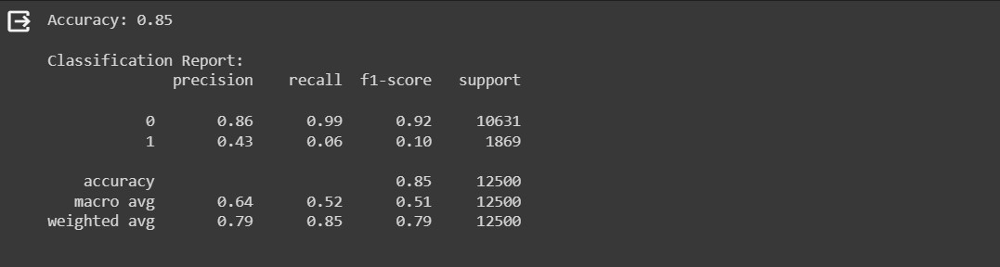 Accuracy: 0.85
Classification Report:
precision recall f1-score support
0 0.86 0.99 0.92 10631
1 0.43 0.06 0.10 1869
accuracy 0.85 12500
macro avg 0.64 0.52 0.51 12500
weighted avg 0.79 0.85 0.79 12500